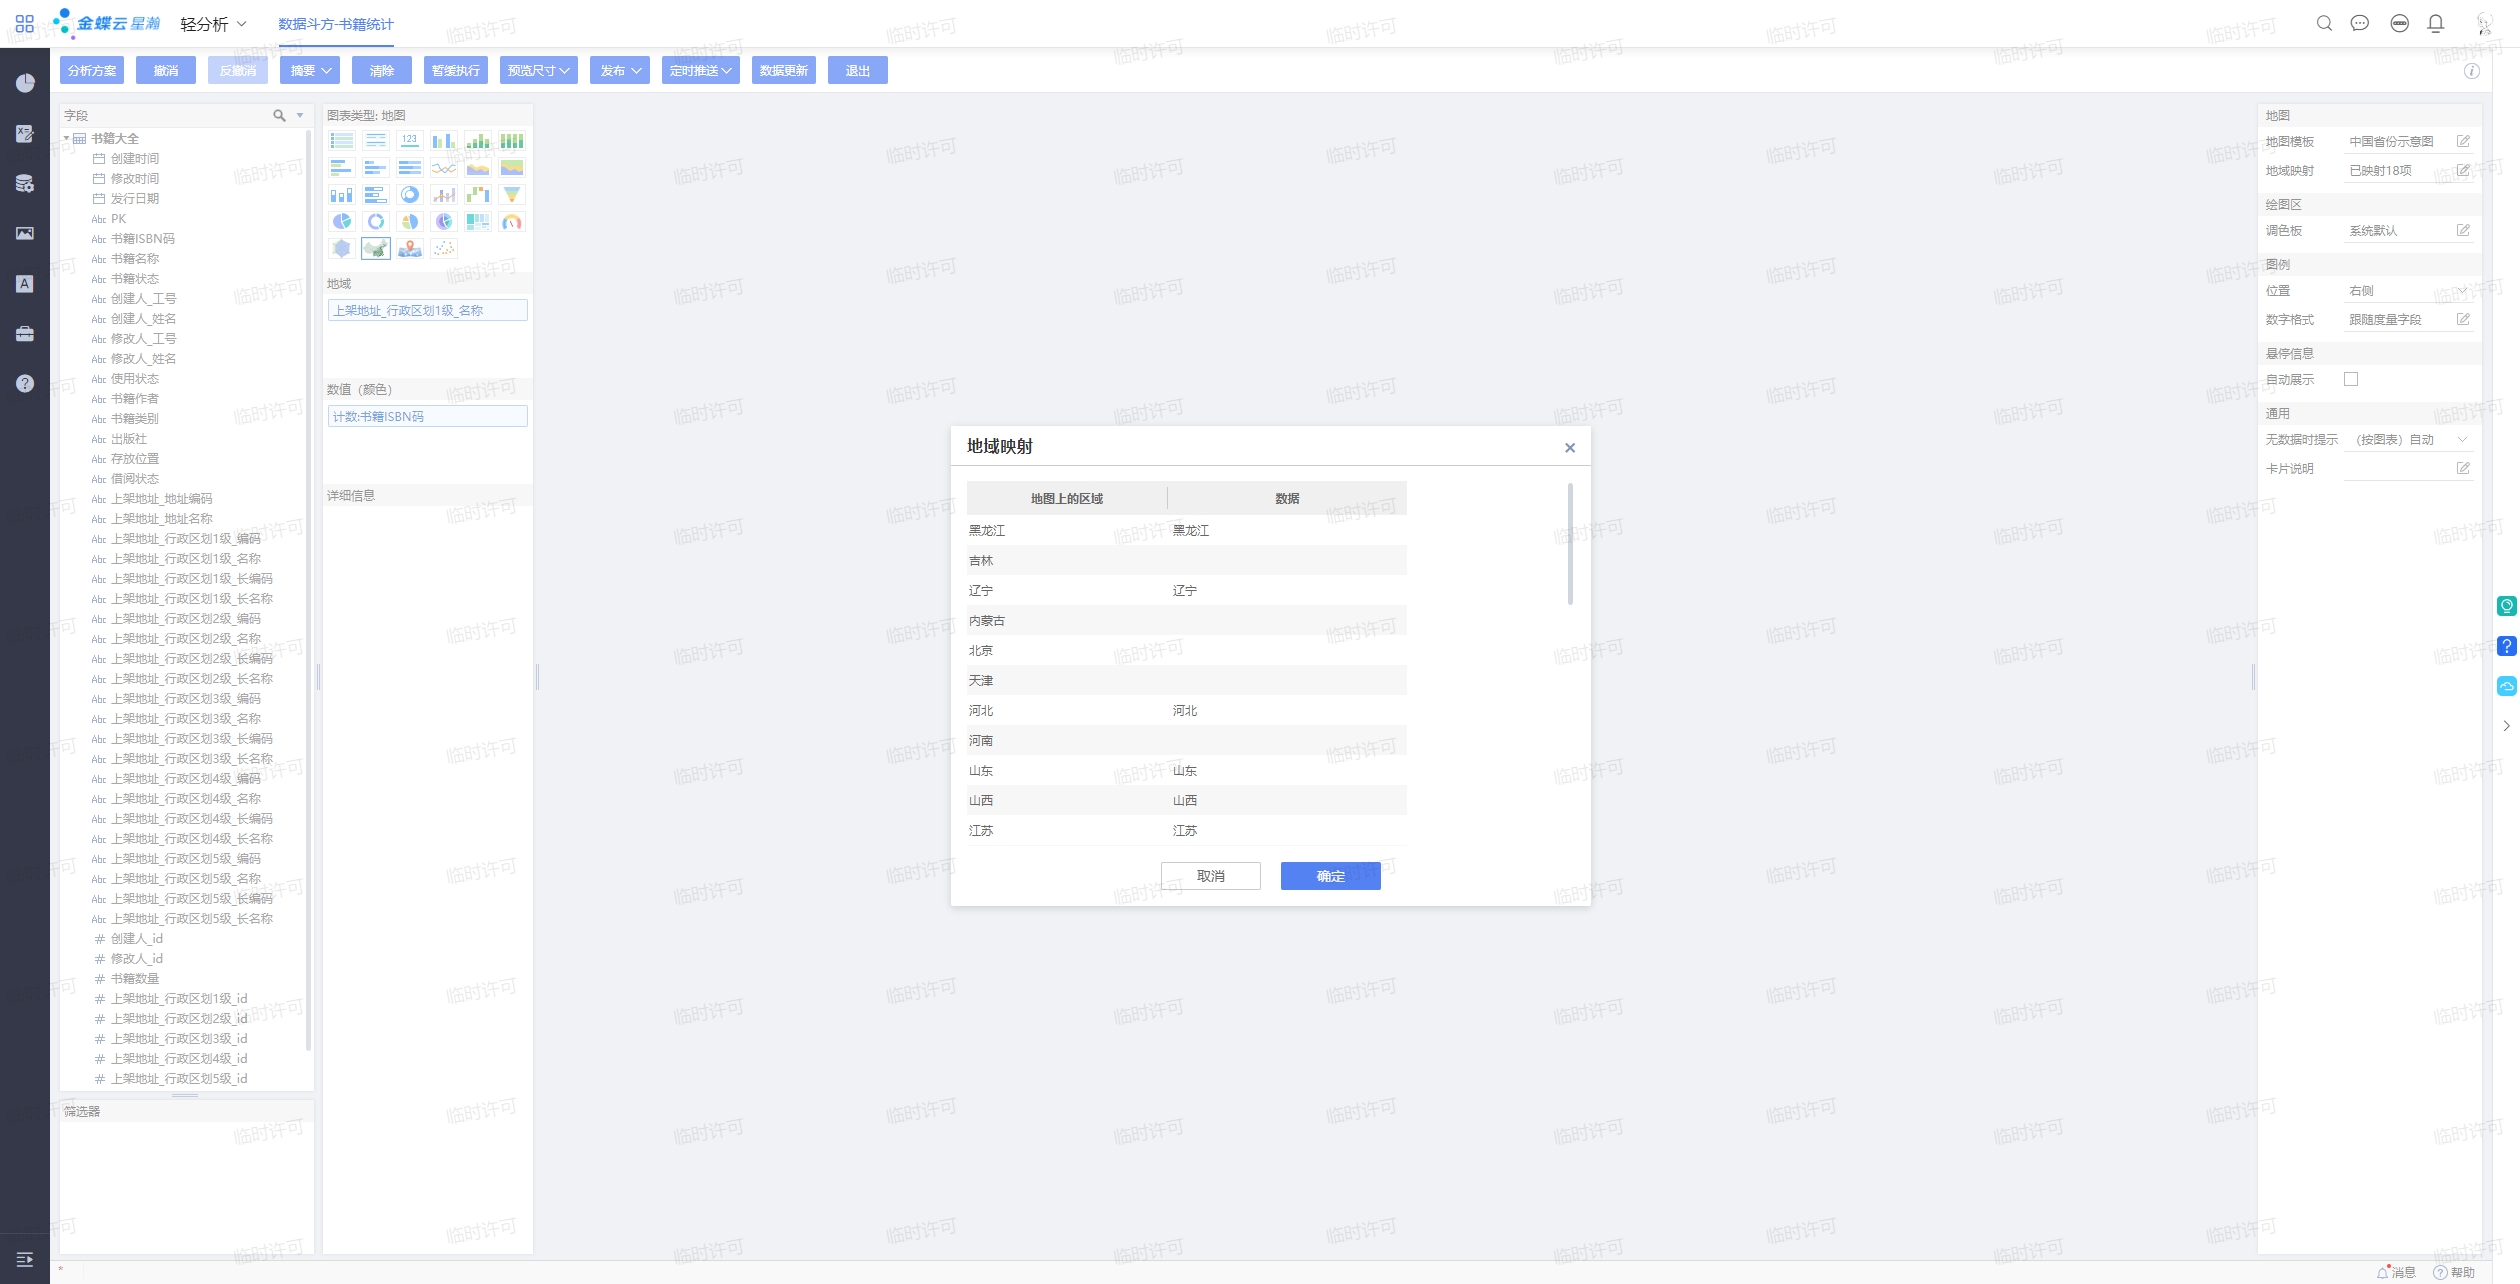 金蝶云星瀚
轻分析
数据斗方-书籍统计
分析方案
撤消
反撤消
摘要
清除
暂缓执行
预览尺寸
发布
定时推送
数据更新
退出
字段
书籍大全
创建时间
修改时间
发行日期
Abc PK
Abc 书籍ISBN码
Abc 书籍名称
Abc 书籍状态
Abc 创建人_工号
Abc 创建人_姓名
Abc 修改人_工号
Abc 修改人_姓名
Abc 使用状态
Abc 书籍作者
Abc 书籍类别
Abc 出版社
Abc 存放位置
Abc 借阅状态
Abc 上架地址_地址编码
Abc 上架地址_地址名称
Abc 上架地址_行政区划1级_编码
Abc 上架地址_行政区划1级_名称
Abc 上架地址_行政区划1级_长编码
Abc 上架地址_行政区划1级_长名称
Abc 上架地址_行政区划2级_编码
Abc 上架地址_行政区划2级_名称
Abc 上架地址_行政区划2级_长编码
Abc 上架地址_行政区划2级_长名称
Abc 上架地址_行政区划3级_编码
Abc 上架地址_行政区划3级_名称
Abc 上架地址_行政区划3级_长编码
Abc 上架地址_行政区划3级_长名称
Abc 上架地址_行政区划4级_编码
Abc 上架地址_行政区划4级_名称
Abc 上架地址_行政区划4级_长编码
Abc 上架地址_行政区划4级_长名称
Abc 上架地址_行政区划5级_编码
Abc 上架地址_行政区划5级_名称
Abc 上架地址_行政区划5级_长编码
Abc 上架地址_行政区划5级_长名称
# 创建人_id
# 修改人_id
# 书籍数量
# 上架地址_行政区划1级_id
# 上架地址_行政区划2级_id
# 上架地址_行政区划3级_id
# 上架地址_行政区划4级_id
# 上架地址_行政区划5级_id
筛选器
图表类型: 地图
123
地域
上架地址_行政区划1级_名称
数值（颜色）
计数:书籍ISBN码
详细信息
地域映射
地图上的区域 数据
黑龙江 黑龙江
吉林
辽宁 辽宁
内蒙古
北京
天津
河北 河北
河南
山东 山东
山西 山西
江苏 江苏
取消
确定
地图
地图模板 中国省份示意图
地域映射 已映射18项
绘图区
调色板 系统默认
图例
位置 右侧
数字格式 跟随度量字段
悬停信息
自动展示
通用
无数据时提示 （按图表）自动
卡片说明
消息
帮助
临时许可